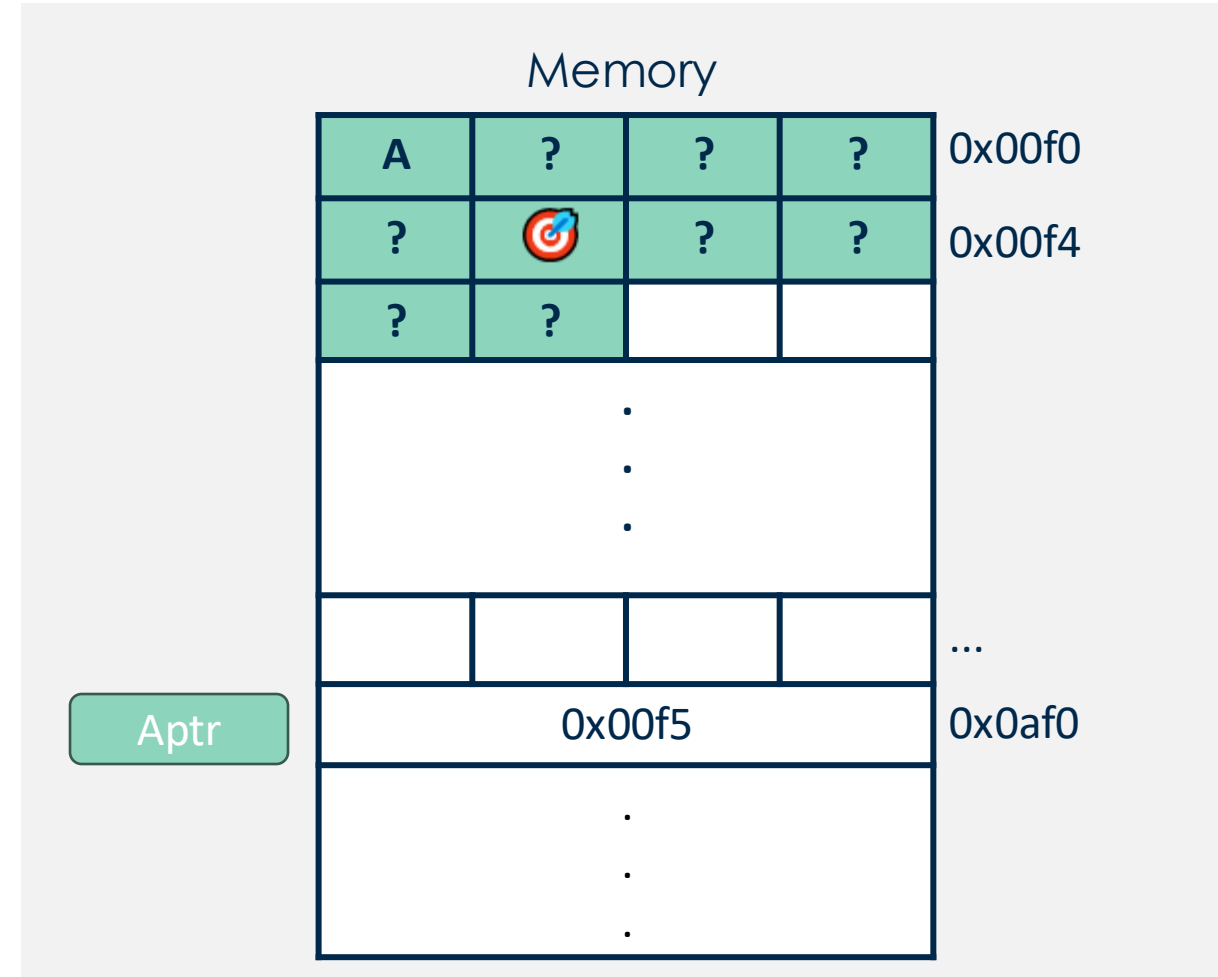 Memory
A ? ? ? 0x00f0
? ? ? 0x00f4
? ?
.
.
.
...
Aptr 0x00f5 0x0af0
.
.
.